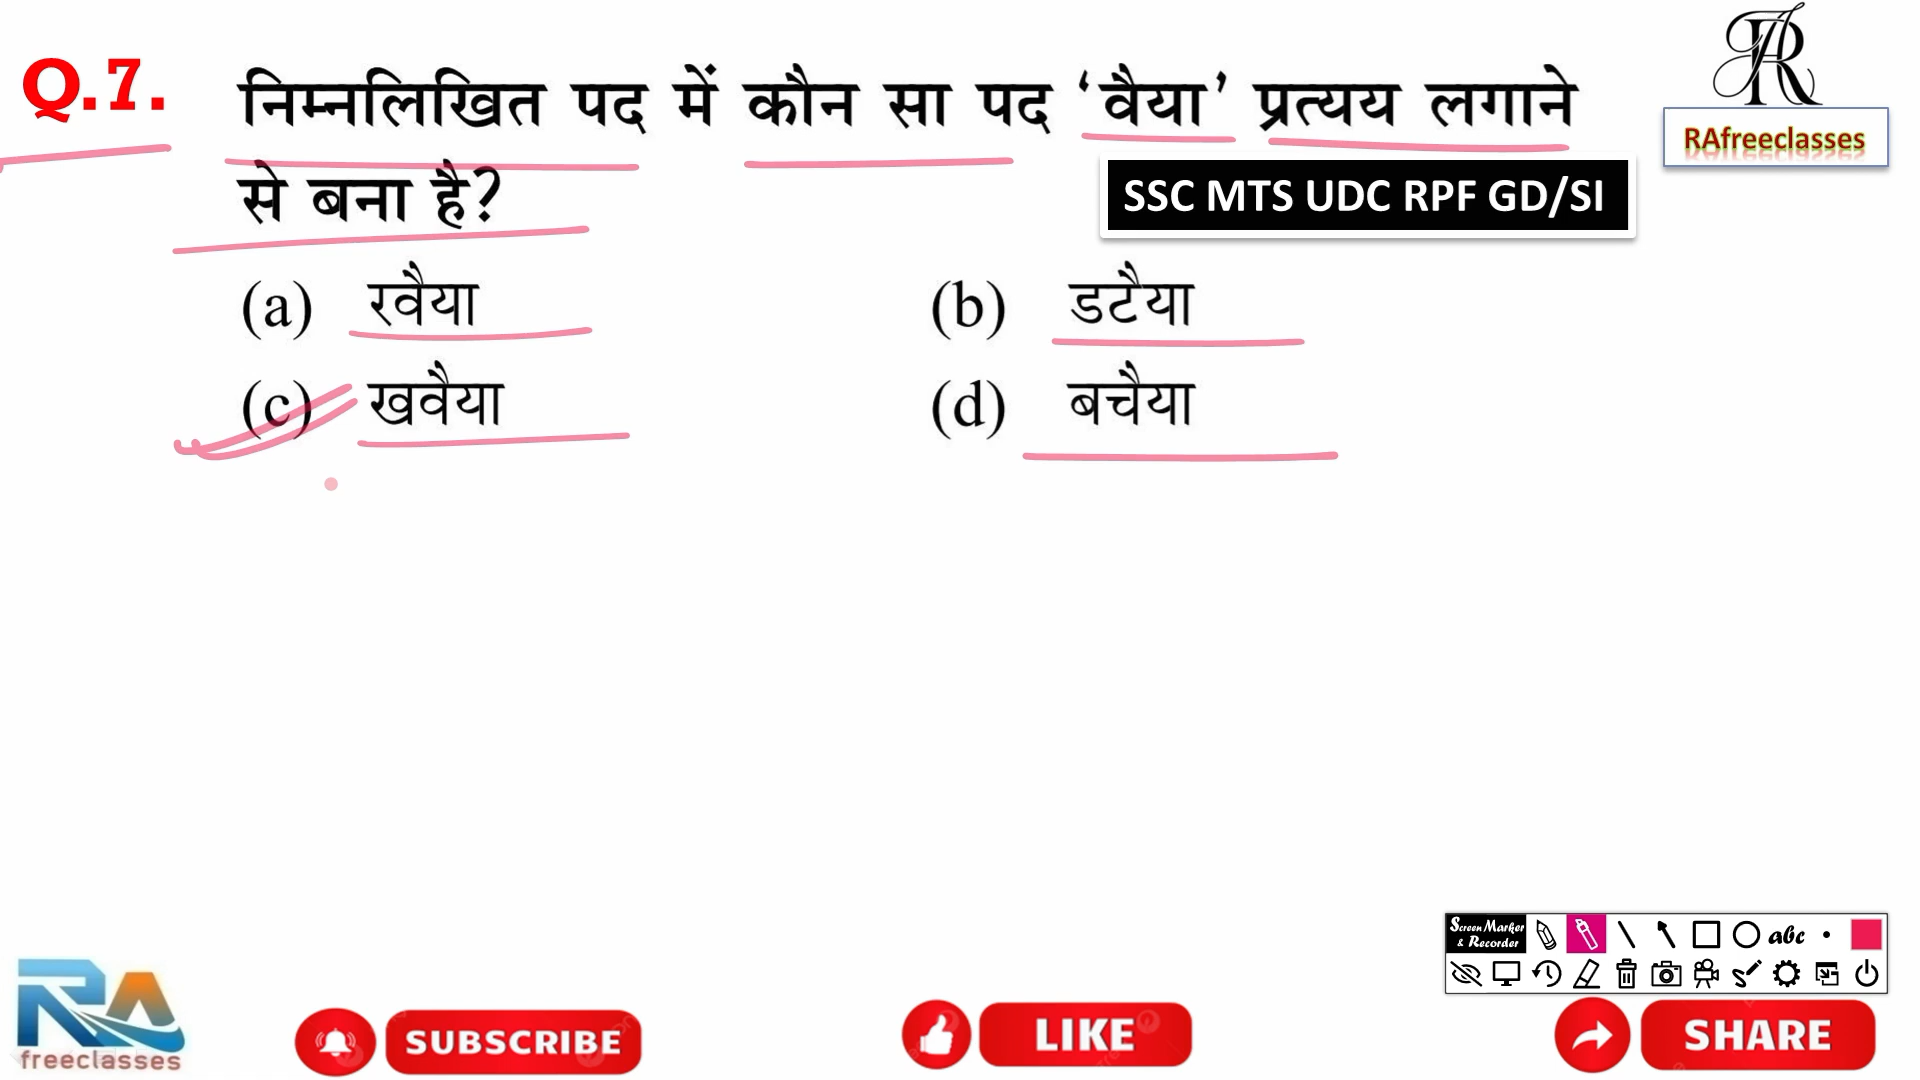 Q.7. निम्नलिखित पद में कौन सा पद ‘वैया’ प्रत्यय लगाने
से बना है?
RAfreeclasses
SSC MTS UDC RPF GD/SI
(a) रवैया (b) डटैया
(c) खवैया (d) बचैया
Screen Marker
& Recorder
abc
RA
freeclasses
SUBSCRIBE
LIKE
SHARE